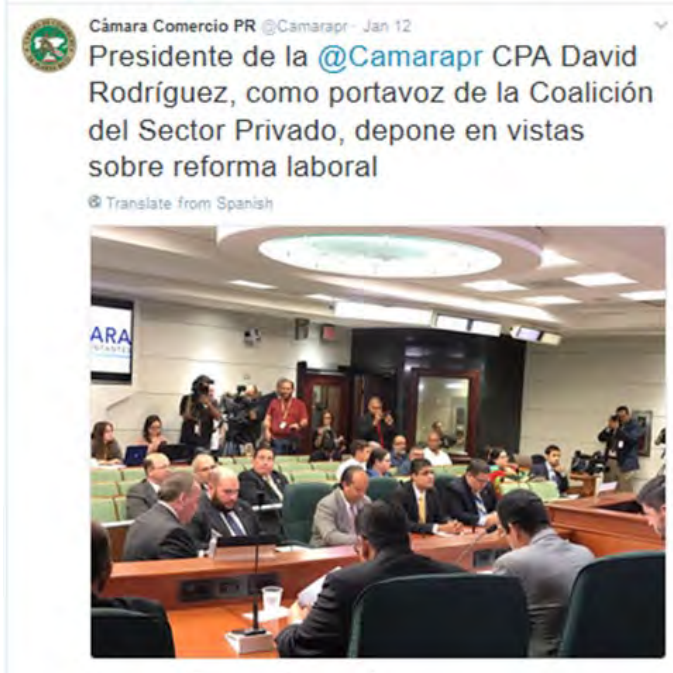 Cámara Comercio PR @Camarapr · Jan 12
Presidente de la @Camarapr CPA David
Rodríguez, como portavoz de la Coalición
del Sector Privado, depone en vistas
sobre reforma laboral
Translate from Spanish
ARA